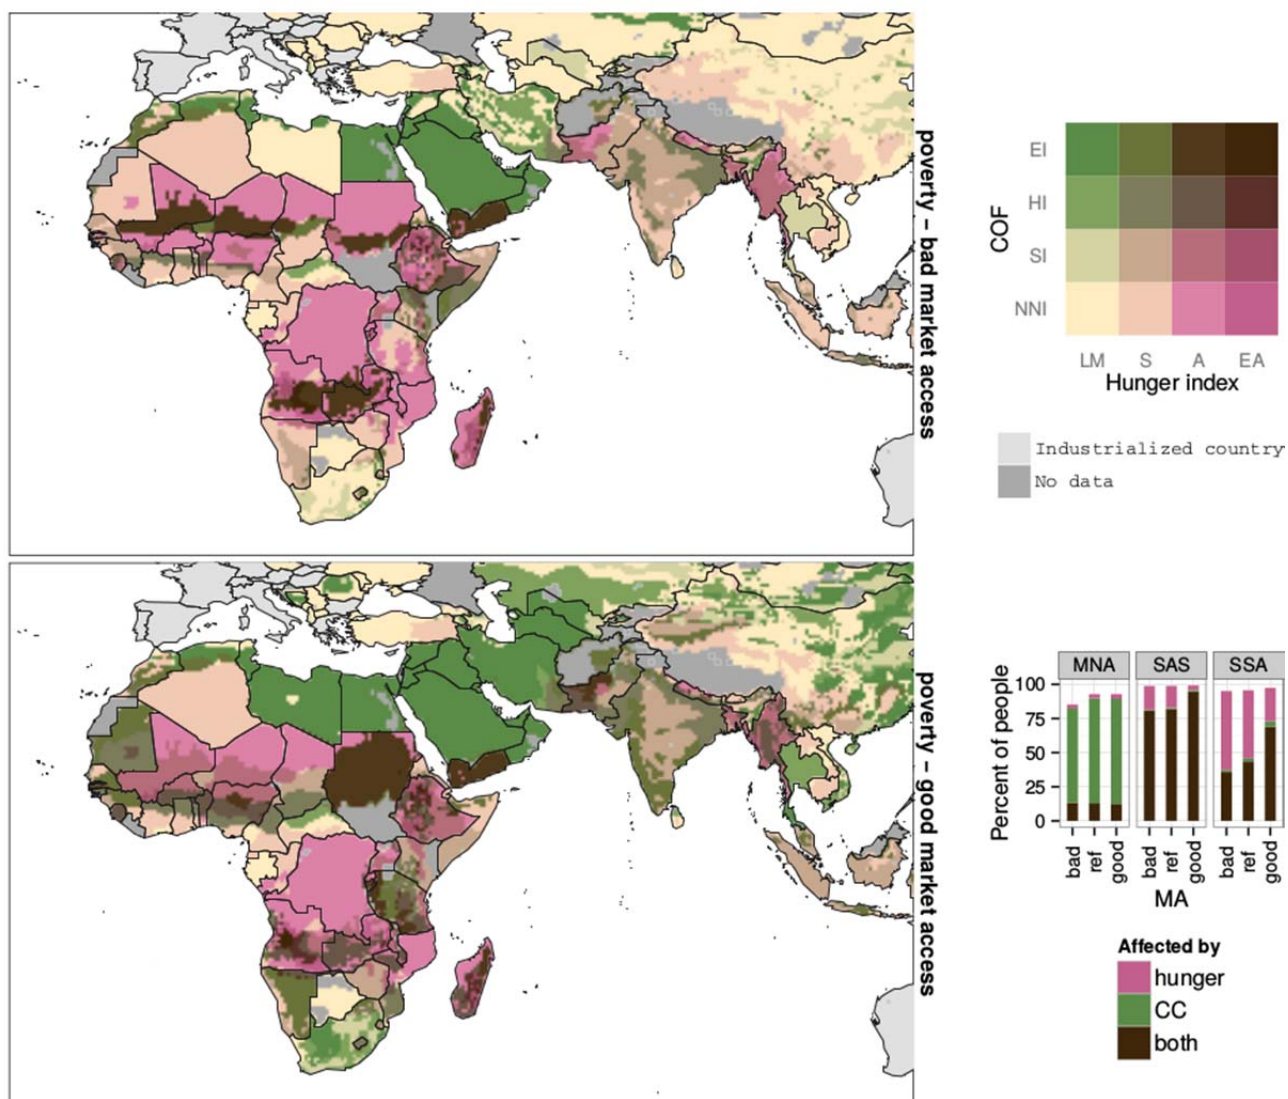 poverty – bad market access
COF
EI
HI
SI
NNI
LM S A EA
Hunger index
Industrialized country
No data
poverty – good market access
MNA SAS SSA
Percent of people
100
75
50
25
0
bad ref good bad ref good bad ref good
MA
Affected by
hunger
CC
both